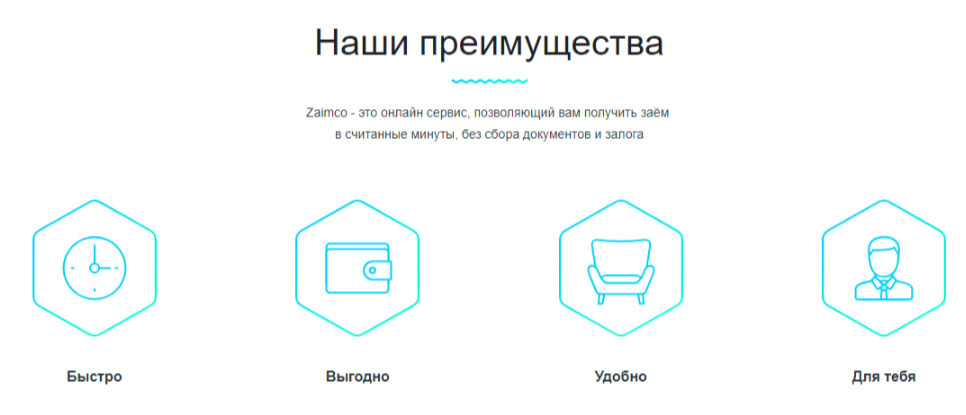 Наши преимущества
Zaimco - это онлайн сервис, позволяющий вам получить заём
в считанные минуты, без сбора документов и залога
Быстро
Выгодно
Удобно
Для тебя